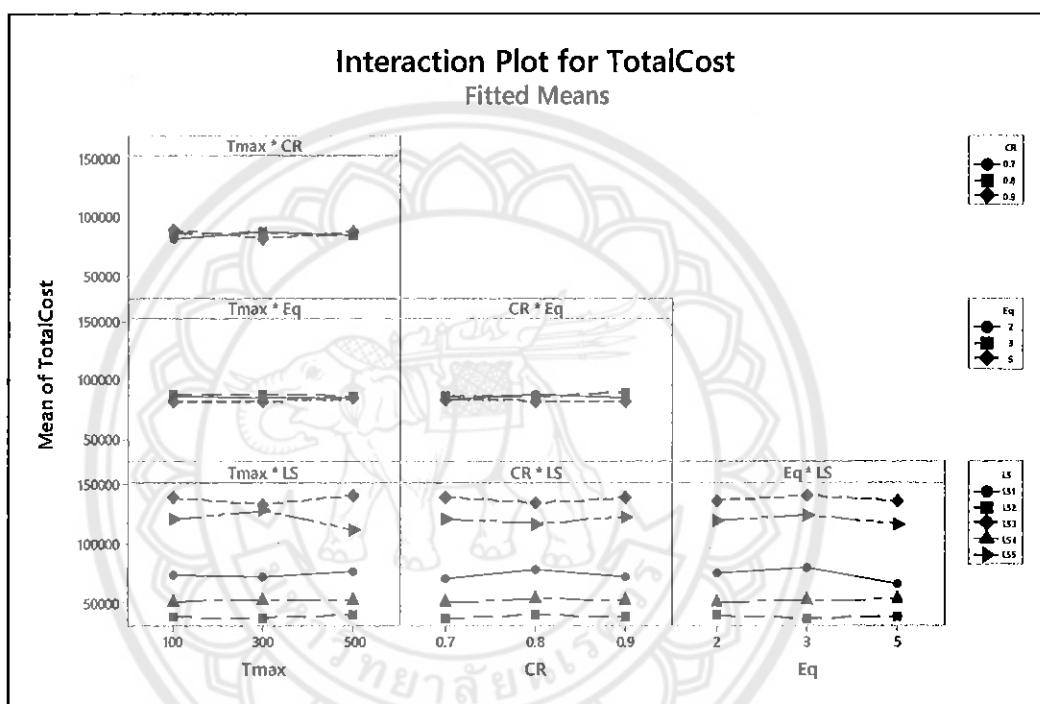 Interaction Plot for TotalCost
Fitted Means
Mean of TotalCost
Tmax * CR
150000
100000
50000
CR
0.7
0.8
0.9
Tmax * Eq
CR * Eq
150000
100000
50000
Eq
2
3
5
Tmax * LS
CR * LS
Eq * LS
150000
100000
50000
LS
LS1
LS2
LS3
LS4
LS5
100 300 500 0.7 0.8 0.9 2 3 5
Tmax CR Eq